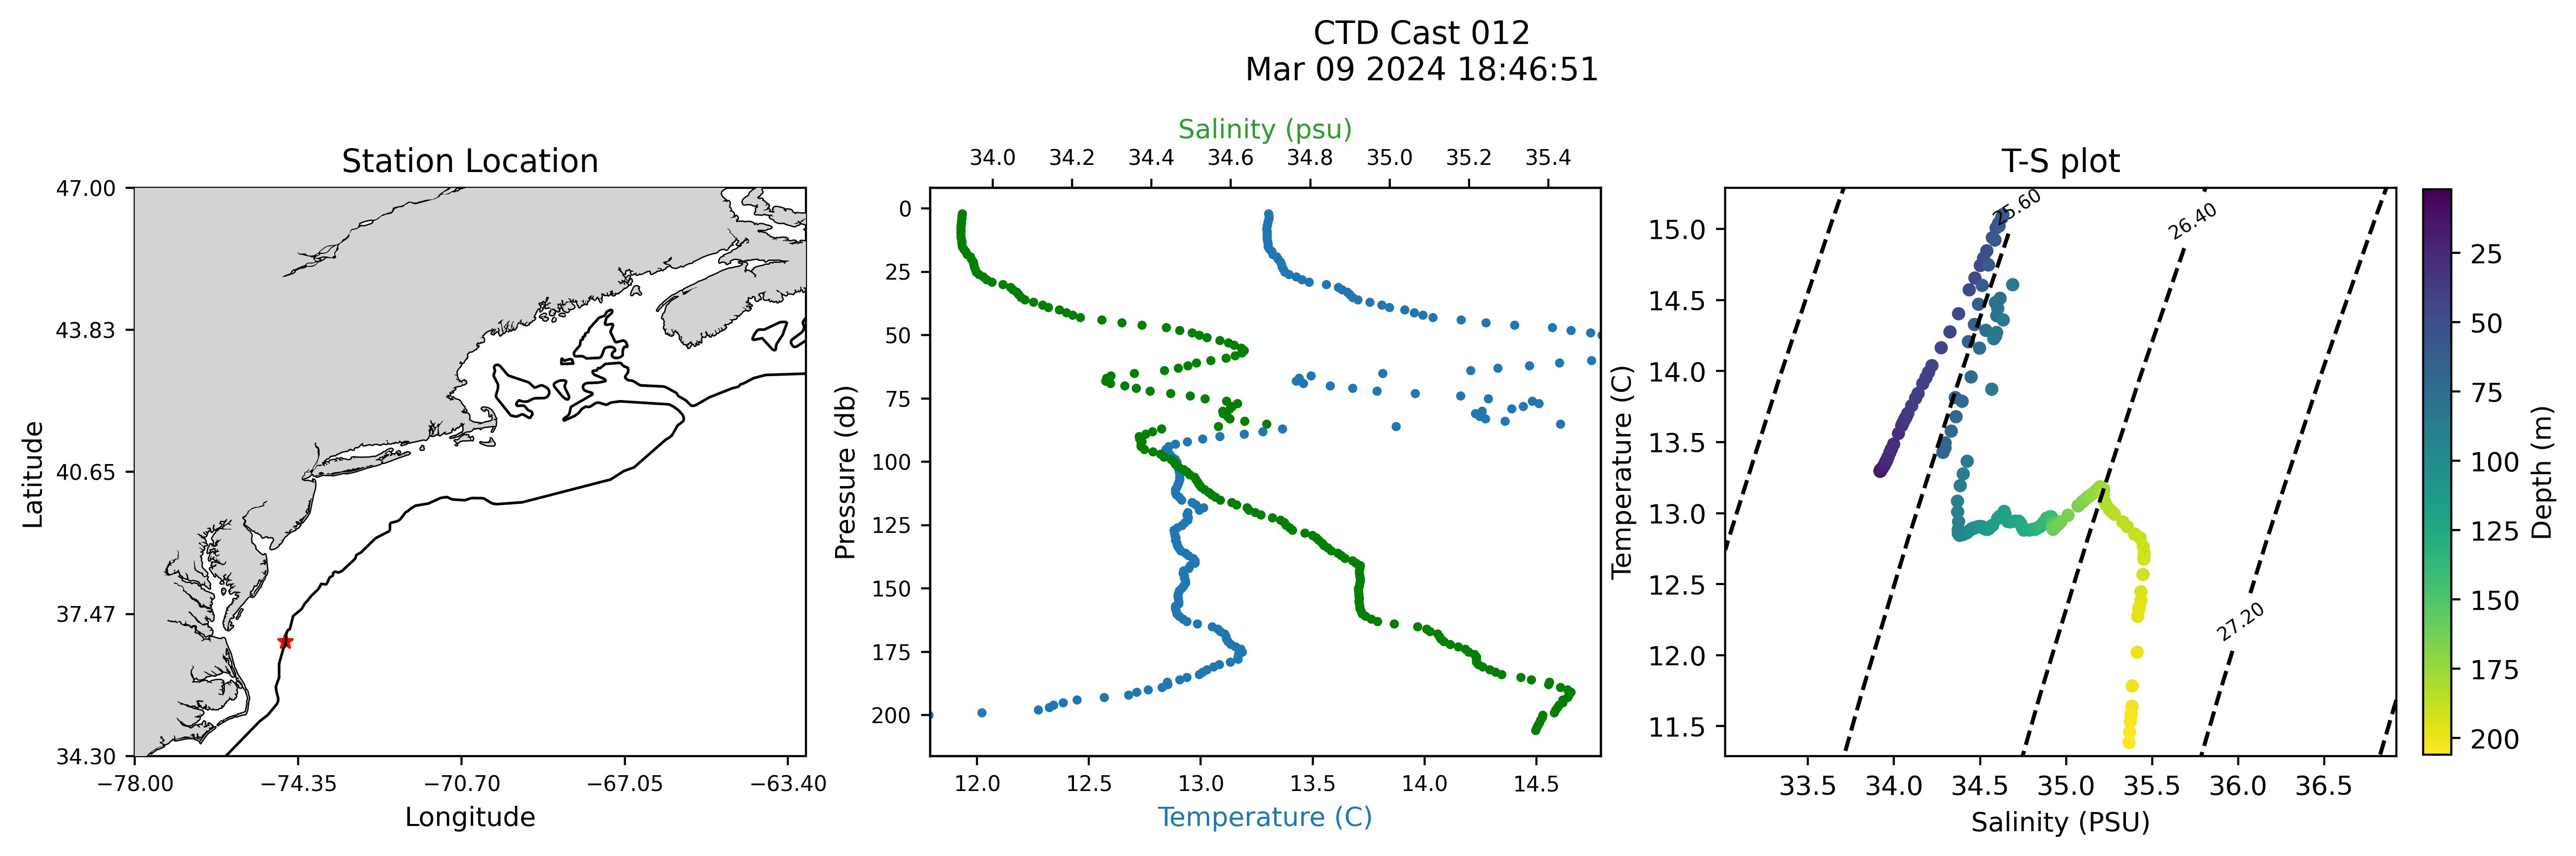 CTD Cast 012
Mar 09 2024 18:46:51
Station Location
47.00
43.83
40.65
37.47
34.30
Latitude
−78.00 −74.35 −70.70 −67.05 −63.40
Longitude
Salinity (psu)
34.0 34.2 34.4 34.6 34.8 35.0 35.2 35.4
0
25
50
75
100
125
150
175
200
Pressure (db)
12.0 12.5 13.0 13.5 14.0 14.5
Temperature (C)
T-S plot
15.0
14.5
14.0
13.5
13.0
12.5
12.0
11.5
Temperature (C)
25.60
26.40
27.20
33.5 34.0 34.5 35.0 35.5 36.0 36.5
Salinity (PSU)
25
50
75
100
125
150
175
200
Depth (m)